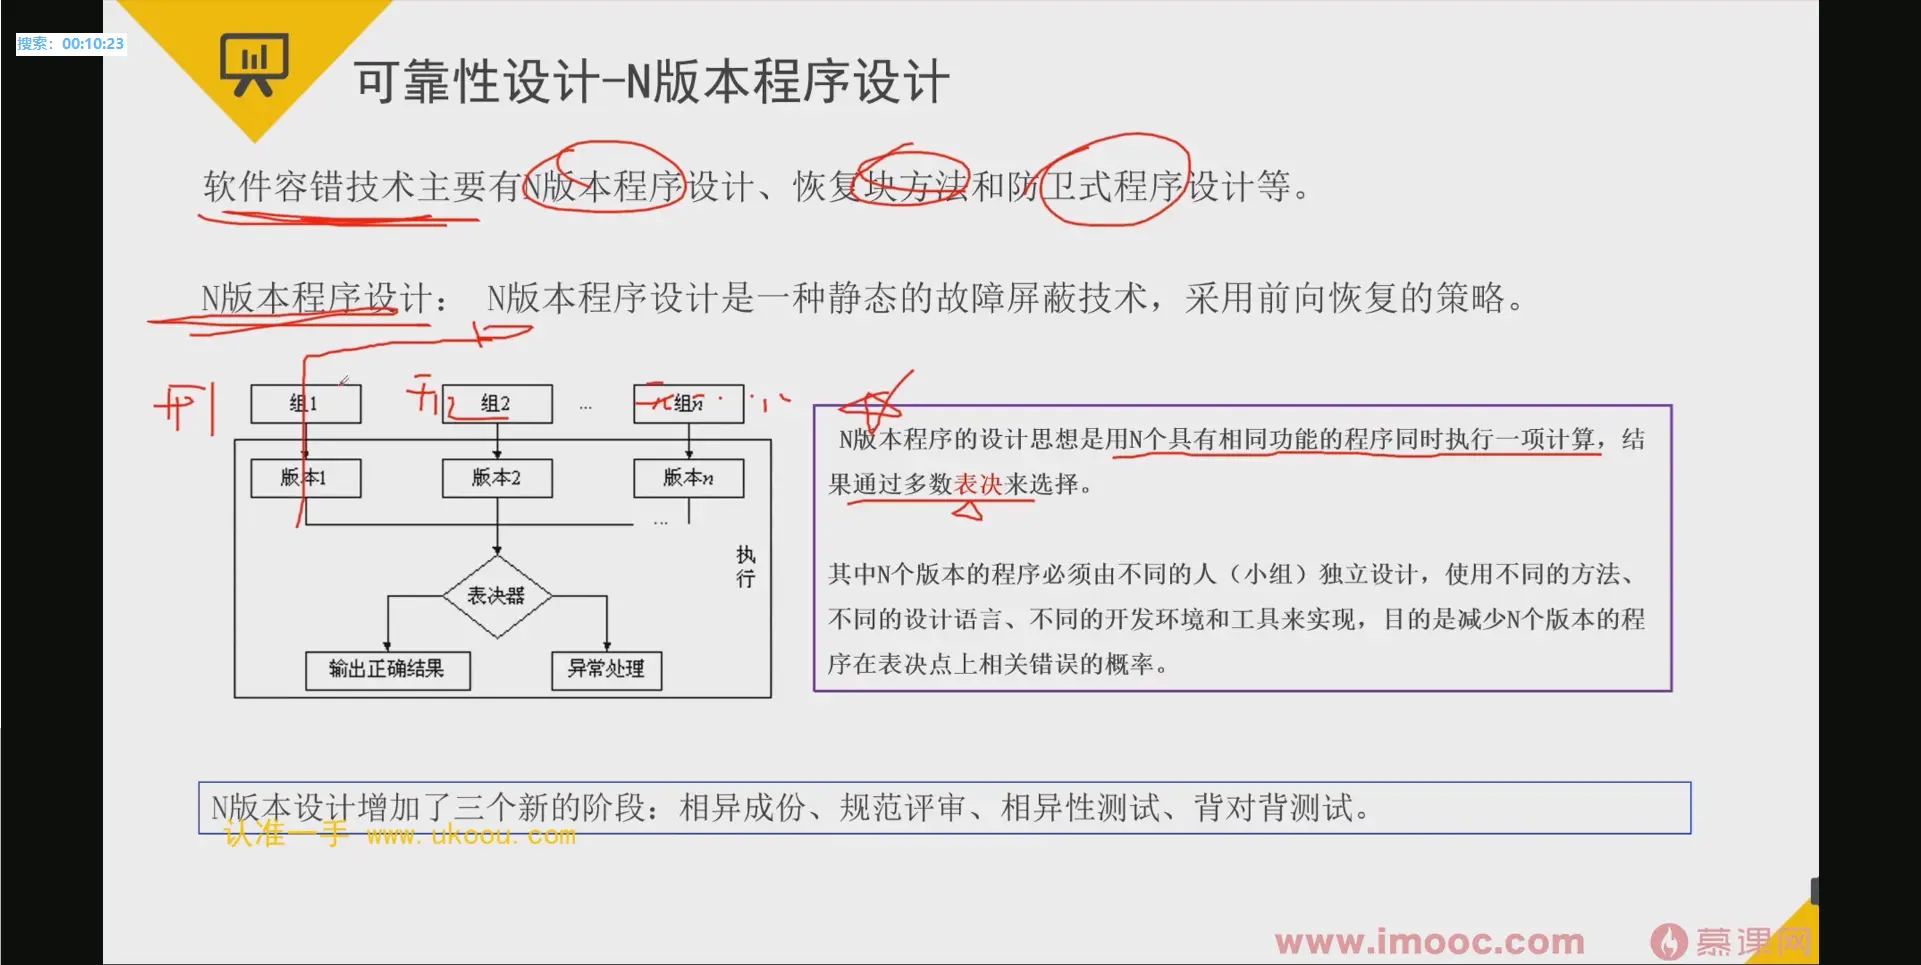 搜索: 00:10:23
可靠性设计-N版本程序设计
软件容错技术主要有N版本程序设计、恢复块方法和防卫式程序设计等。
N版本程序设计： N版本程序设计是一种静态的故障屏蔽技术，采用前向恢复的策略。
组1 组2 ... 组n
版本1 版本2 版本n
...
执行
表决器
输出正确结果 异常处理
N版本程序的设计思想是用N个具有相同功能的程序同时执行一项计算，结
果通过多数表决来选择。
其中N个版本的程序必须由不同的人（小组）独立设计，使用不同的方法、
不同的设计语言、不同的开发环境和工具来实现，目的是减少N个版本的程
序在表决点上相关错误的概率。
N版本设计增加了三个新的阶段：相异成份、规范评审、相异性测试、背对背测试。
认准一手 www.ukoou.com
www.imooc.com 慕课网